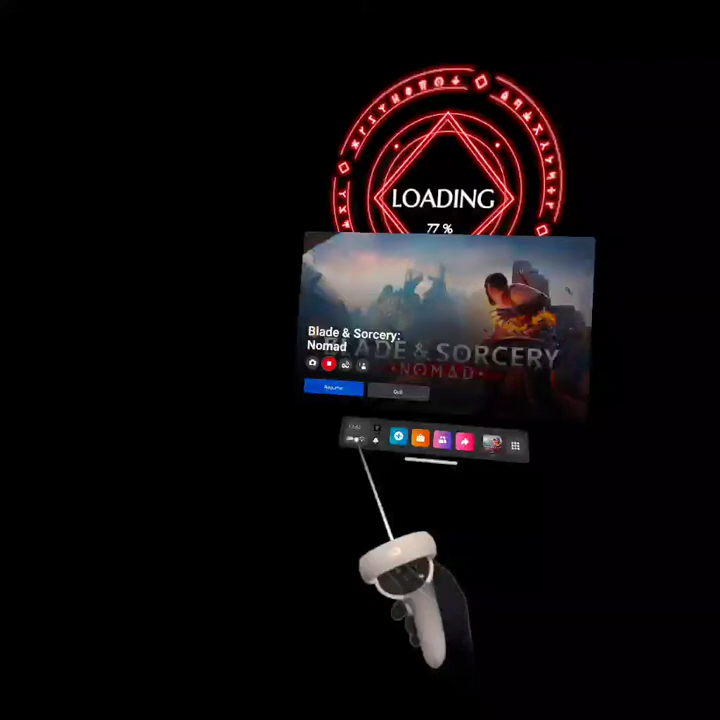 LOADING
77 %
Blade & Sorcery:
Nomad
BLADE & SORCERY
NOMAD
Resume
Quit